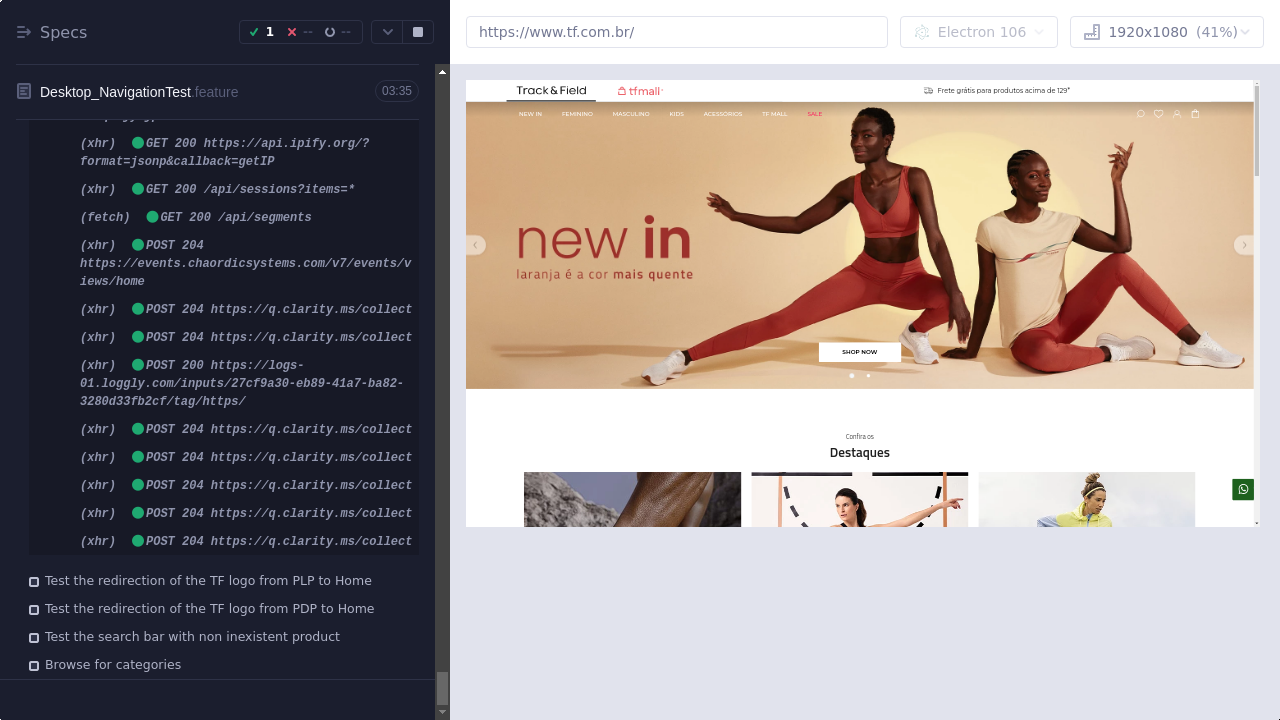 Specs
1
--
--
https://www.tf.com.br/
Electron 106
1920x1080 (41%)
Desktop_NavigationTest.feature
03:35
(xhr) GET 200 https://api.ipify.org/?
format=jsonp&callback=getIP
(xhr) GET 200 /api/sessions?items=*
(fetch) GET 200 /api/segments
(xhr) POST 204
https://events.chaordicsystems.com/v7/events/v
iews/home
(xhr) POST 204 https://q.clarity.ms/collect
(xhr) POST 204 https://q.clarity.ms/collect
(xhr) POST 200 https://logs-
01.loggly.com/inputs/27cf9a30-eb89-41a7-ba82-
3280d33fb2cf/tag/https/
(xhr) POST 204 https://q.clarity.ms/collect
(xhr) POST 204 https://q.clarity.ms/collect
(xhr) POST 204 https://q.clarity.ms/collect
(xhr) POST 204 https://q.clarity.ms/collect
(xhr) POST 204 https://q.clarity.ms/collect
Test the redirection of the TF logo from PLP to Home
Test the redirection of the TF logo from PDP to Home
Test the search bar with non inexistent product
Browse for categories
Track&Field
tfmall
Frete grátis para produtos acima de 129*
NEW IN FEMININO MASCULINO KIDS ACESSÓRIOS TF MALL SALE
new in
laranja é a cor mais quente
SHOP NOW
Confira os
Destaques